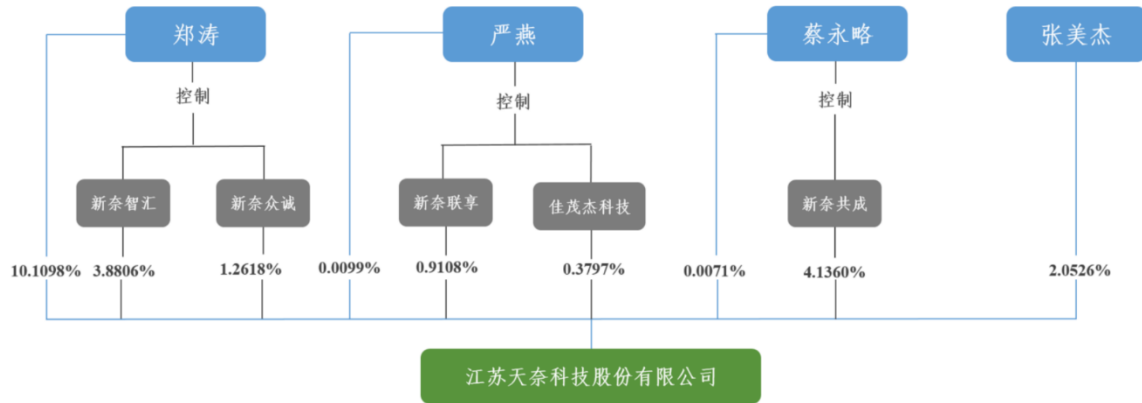 郑涛
严燕
蔡永略
张美杰
控制
控制
控制
新奈智汇
新奈众诚
新奈联享
佳茂杰科技
新奈共成
10.1098%
3.8806%
1.2618%
0.0099%
0.9108%
0.3797%
0.0071%
4.1360%
2.0526%
江苏天奈科技股份有限公司